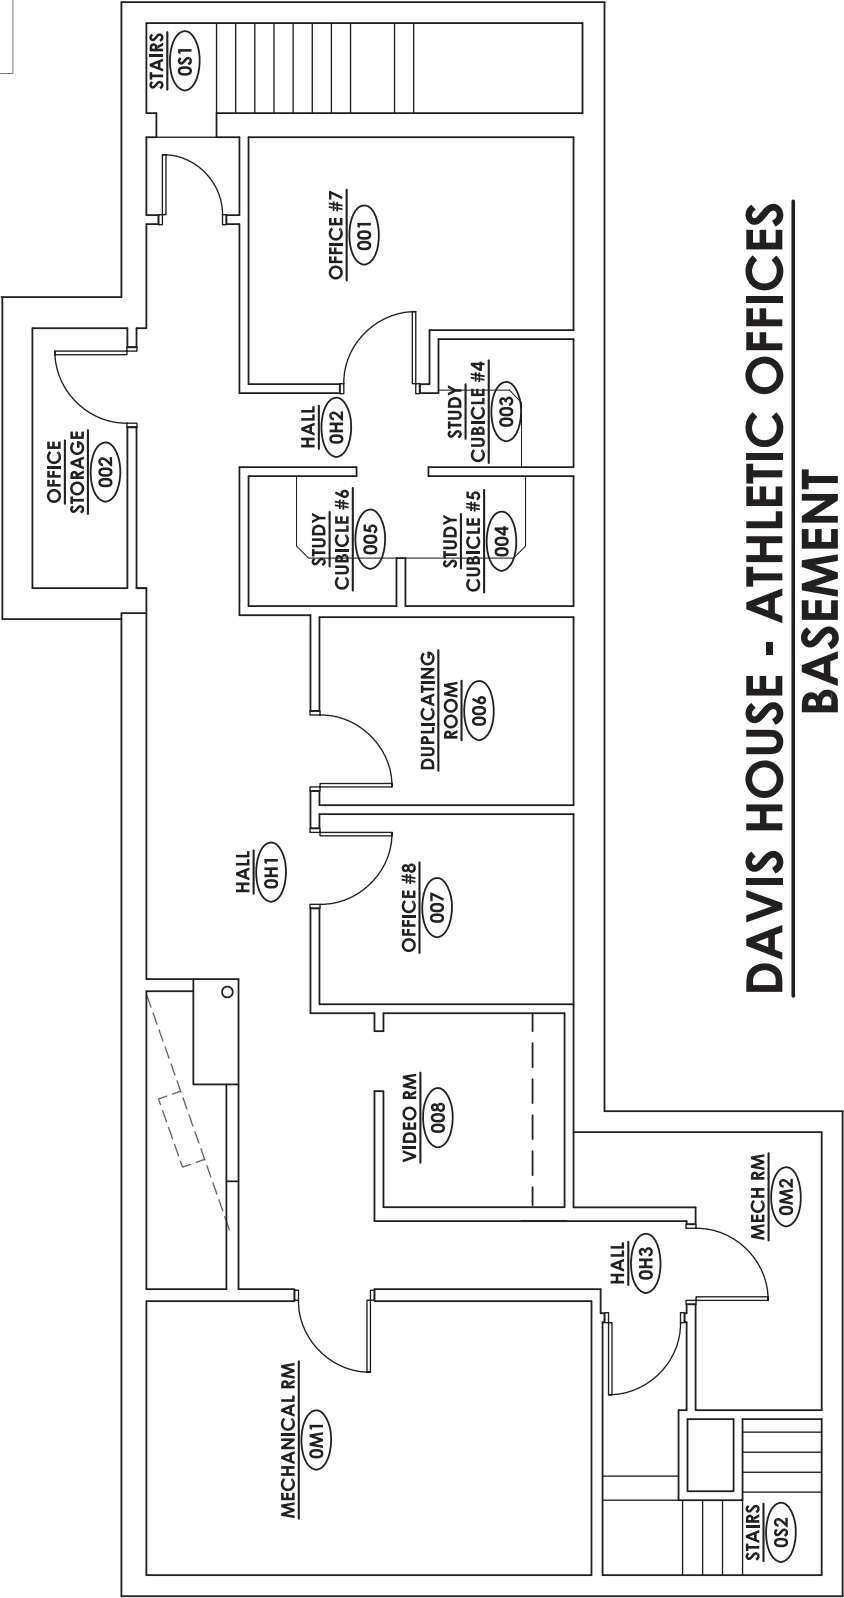 STAIRS
0S1
OFFICE #7
001
OFFICE
STORAGE
002
HALL
0H2
STUDY
CUBICLE #4
003
STUDY
CUBICLE #6
005
STUDY
CUBICLE #5
004
DUPLICATING
ROOM
006
HALL
0H1
OFFICE #8
007
VIDEO RM
008
MECH RM
0M2
HALL
0H3
MECHANICAL RM
0M1
STAIRS
0S2
DAVIS HOUSE - ATHLETIC OFFICES
BASEMENT